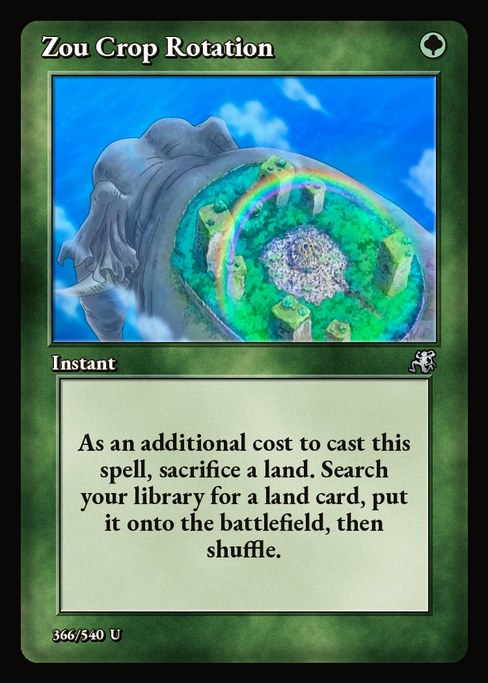 Zou Crop Rotation
Instant
As an additional cost to cast this
spell, sacrifice a land. Search
your library for a land card, put
it onto the battlefield, then
shuffle.
366/540 U